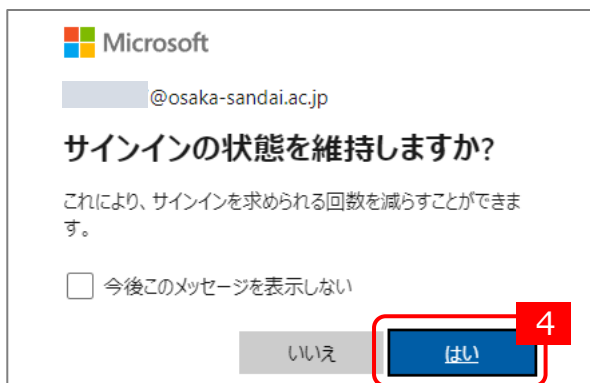 Microsoft
@osaka-sandai.ac.jp
サインインの状態を維持しますか?
これにより、サインインを求められる回数を減らすことができま
す。
今後このメッセージを表示しない
4
いいえ はい